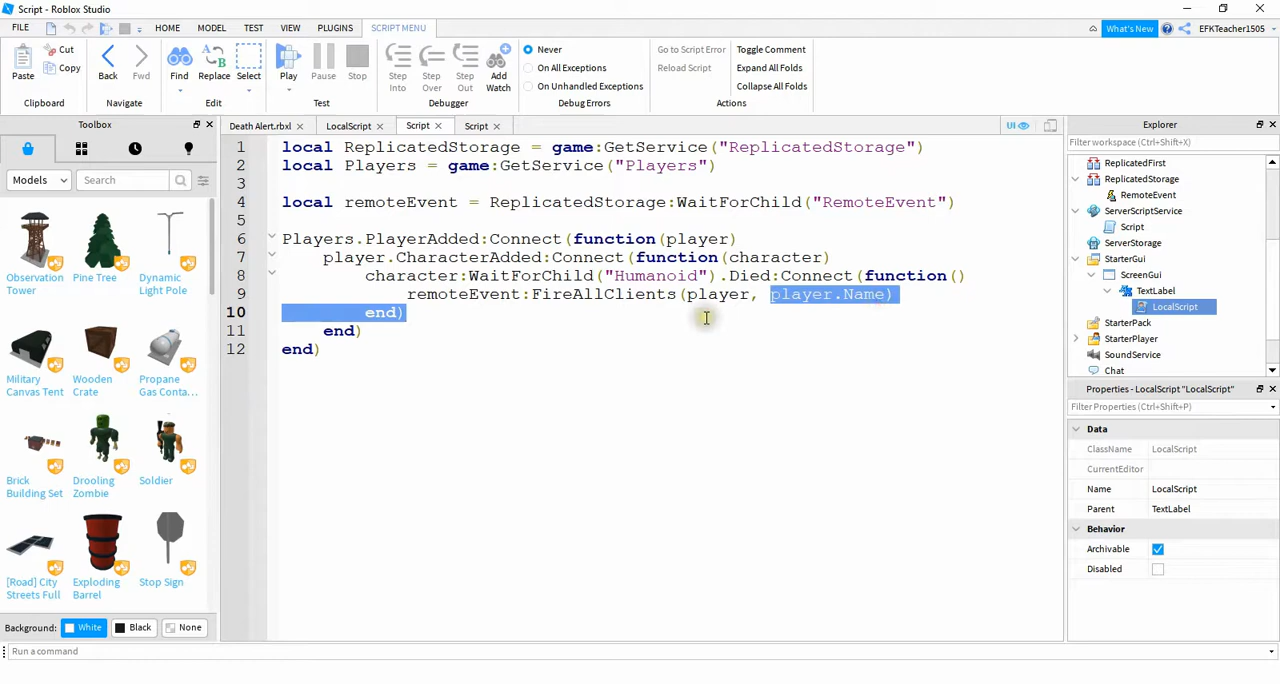 Script - Roblox Studio
FILE HOME MODEL TEST VIEW PLUGINS SCRIPT MENU What's New EFKTeacher1505
Paste Cut Copy Back Fwd Find Replace Select Play Pause Stop Step Into Step Over Step Out Add Watch
Never
On All Exceptions
On Unhandled Exceptions
Go to Script Error
Reload Script
Toggle Comment
Expand All Folds
Collapse All Folds
Clipboard Navigate Edit Test Debugger Debug Errors Actions
Toolbox
Models Search
Observation Tower
Pine Tree
Dynamic Light Pole
Military Canvas Tent
Wooden Crate
Propane Gas Conta...
Brick Building Set
Drooling Zombie
Soldier
[Road] City Streets Full
Exploding Barrel
Stop Sign
Background: White Black None
Death Alert.rbxl LocalScript Script Script UI
1 local ReplicatedStorage = game:GetService("ReplicatedStorage")
2 local Players = game:GetService("Players")
3
4 local remoteEvent = ReplicatedStorage:WaitForChild("RemoteEvent")
5
6 Players.PlayerAdded:Connect(function(player)
7 player.CharacterAdded:Connect(function(character)
8 character:WaitForChild("Humanoid").Died:Connect(function()
9 remoteEvent:FireAllClients(player, player.Name)
10 end)
11 end)
12 end)
Explorer
Filter workspace (Ctrl+Shift+X)
ReplicatedFirst
ReplicatedStorage
RemoteEvent
ServerScriptService
Script
ServerStorage
StarterGui
ScreenGui
TextLabel
LocalScript
StarterPack
StarterPlayer
SoundService
Chat
Properties - LocalScript "LocalScript"
Filter Properties (Ctrl+Shift+P)
Data
ClassName LocalScript
CurrentEditor
Name LocalScript
Parent TextLabel
Behavior
Archivable
Disabled
Run a command